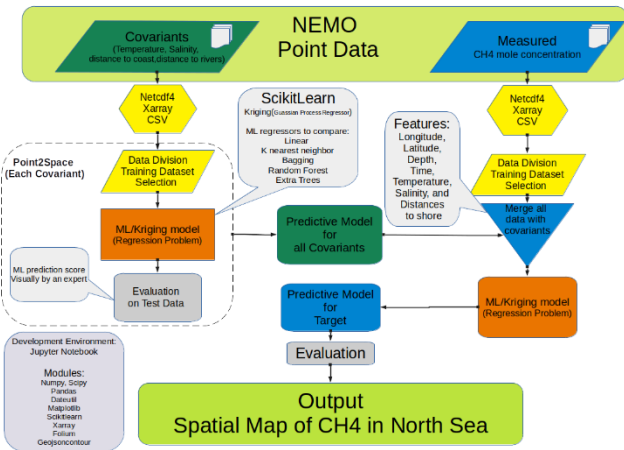 NEMO
Point Data
Covariants
(Temperature, Salinity,
distance to coast,distance to rivers)
Measured
CH4 mole concentration
Netcdf4
Xarray
CSV
ScikitLearn
Kriging(Guassian Process Regressor)
ML regressors to compare:
Linear
K nearest neighbor
Bagging
Random Forest
Extra Trees
Netcdf4
Xarray
CSV
Features:
Longitude,
Latitude,
Depth,
Time,
Temperature,
Salinity, and
Distances
to shore
Point2Space
(Each Covariant)
Data Division
Training Dataset
Selection
Data Division
Training Dataset
Selection
ML/Kriging model
(Regression Problem)
Predictive Model
for
all Covariants
Merge all
data with
covariants
ML prediction score
Visually by an expert
Evaluation
on Test Data
Predictive Model
for
Target
ML/Kriging model
(Regression Problem)
Evaluation
Development Environment:
Jupyter Notebook
Modules:
Numpy, Scipy
Pandas
Dateutil
Matplotlib
Scikitlearn
Xarray
Folium
Geojsoncontour
Output
Spatial Map of CH4 in North Sea